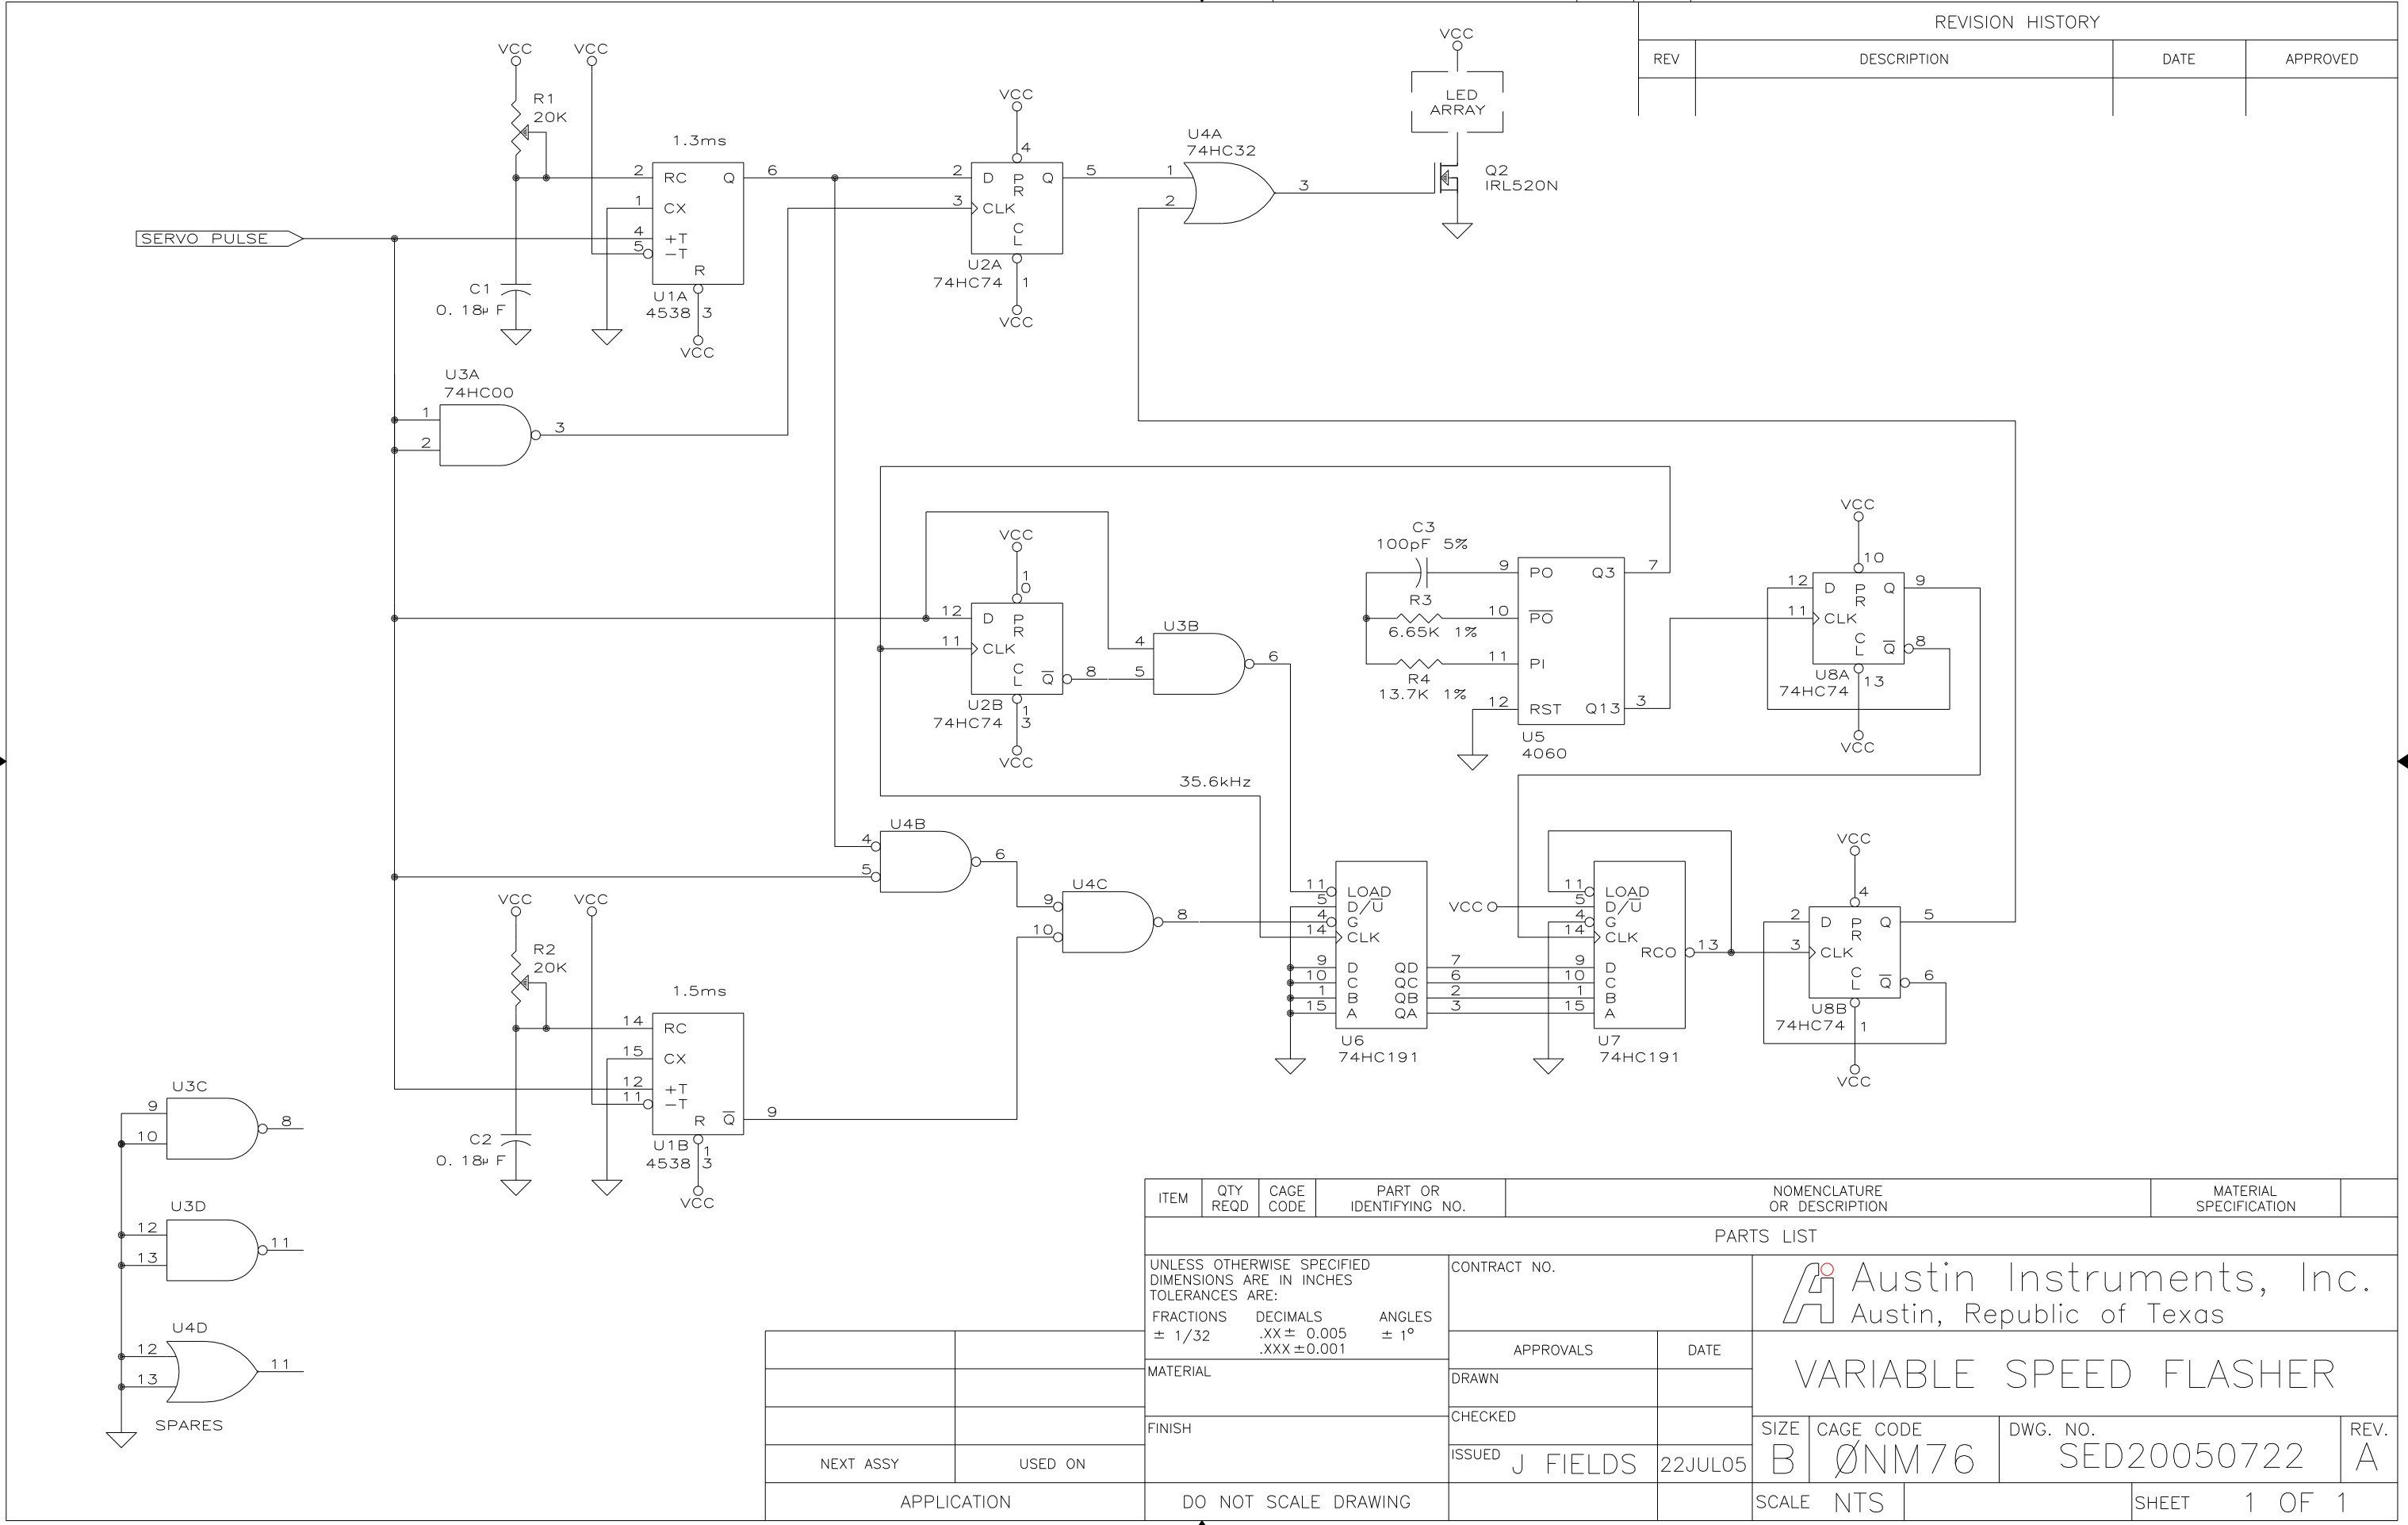 REVISION HISTORY
REV DESCRIPTION DATE APPROVED
VCC VCC
R1
20K
1.3ms
2 RC Q 6
1 CX
4 +T
5 −T
R
U1A
4538 3
VCC
C1
0.18µF
SERVO PULSE
VCC
4
2 D PR Q 5
3 CLK
CL
U2A
74HC74 1
VCC
U4A
74HC32
1
2
3
VCC
LED
ARRAY
Q2
IRL520N
U3A
74HC00
1
2
3
VCC
10
12 D PR
11 CLK
CL Q 8
U2B
74HC74 13
VCC
U3B
4
5
6
C3
100pF 5%
R3
6.65K 1%
R4
13.7K 1%
9 PO Q3 7
10 PO
11 PI
12 RST Q13 3
U5
4060
VCC
10
12 D PR Q 9
11 CLK
CL Q 8
U8A
74HC74 13
VCC
35.6kHz
U4B
4
5
6
U4C
9
10
8
11 LOAD
5 D/U
4 G
14 CLK
9 D QD 7
10 C QC 6
1 B QB 2
15 A QA 3
U6
74HC191
VCC
11 LOAD
5 D/U
4 G
14 CLK
RCO 13
9 D
10 C
1 B
15 A
U7
74HC191
VCC
4
2 D PR Q 5
3 CLK
CL Q 6
U8B
74HC74 1
VCC
VCC VCC
R2
20K
1.5ms
14 RC
15 CX
12 +T
11 −T
R Q 9
U1B
4538 13
VCC
C2
0.18µF
U3C
9
10
8
U3D
12
13
11
U4D
12
13
11
SPARES
ITEM QTY REQD CAGE CODE PART OR IDENTIFYING NO. NOMENCLATURE OR DESCRIPTION MATERIAL SPECIFICATION
PARTS LIST
UNLESS OTHERWISE SPECIFIED
DIMENSIONS ARE IN INCHES
TOLERANCES ARE:
FRACTIONS DECIMALS ANGLES
± 1/32 .XX± 0.005 ± 1°
.XXX±0.001
MATERIAL
FINISH
CONTRACT NO.
APPROVALS DATE
DRAWN
CHECKED
ISSUED J FIELDS 22JUL05
Ai Austin Instruments, Inc.
Austin, Republic of Texas
VARIABLE SPEED FLASHER
SIZE CAGE CODE DWG. NO. REV.
B ØNM76 SED20050722 A
NEXT ASSY USED ON
APPLICATION
DO NOT SCALE DRAWING
SCALE NTS SHEET 1 OF 1